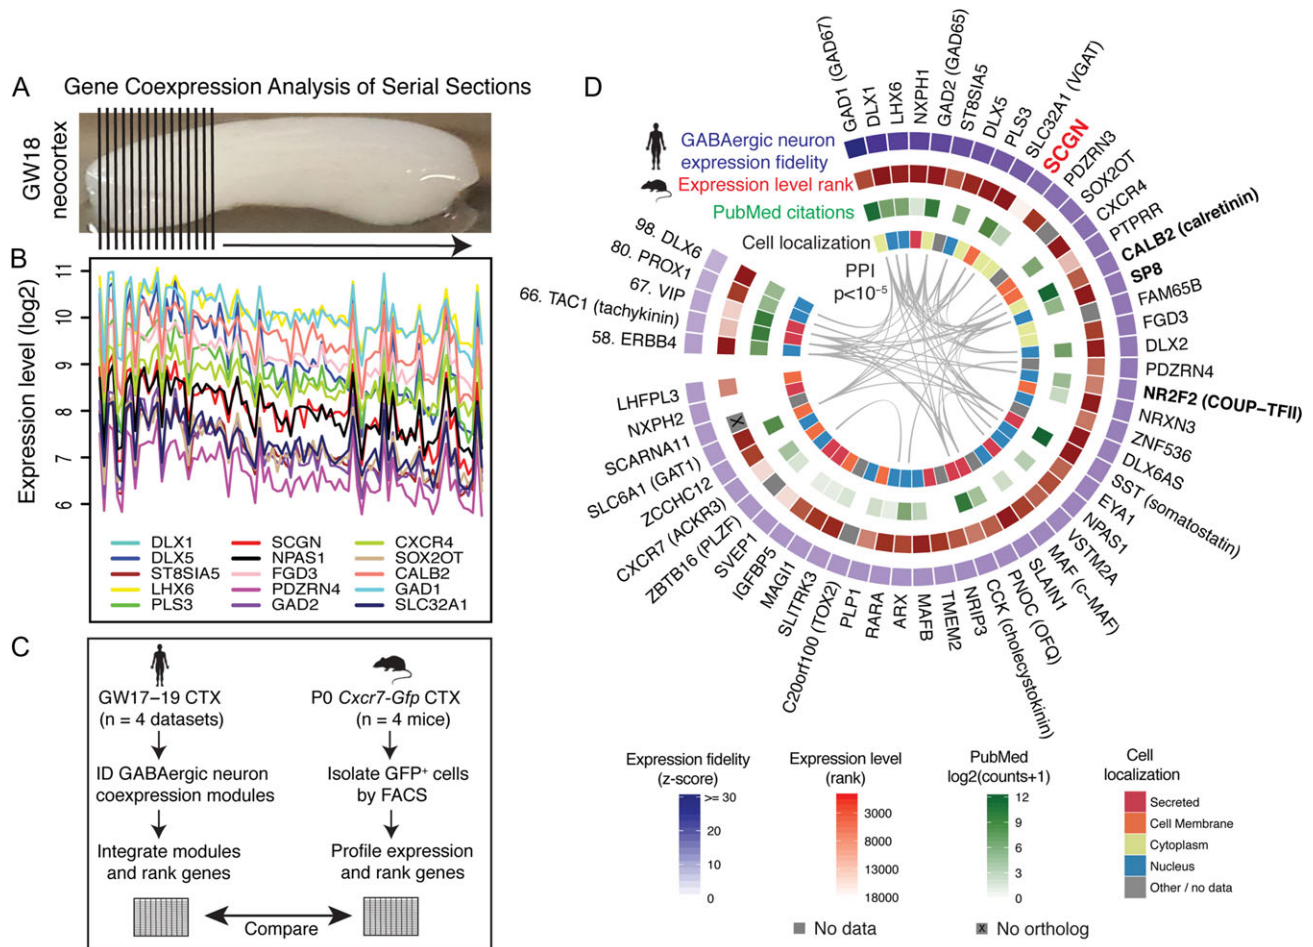 A
Gene Coexpression Analysis of Serial Sections
GW18
neocortex
B
Expression level (log2)
11
10
9
8
7
6
DLX1
DLX5
ST8SIA5
LHX6
PLS3
SCGN
NPAS1
FGD3
PDZRN4
GAD2
CXCR4
SOX2OT
CALB2
GAD1
SLC32A1
C
GW17–19 CTX
(n = 4 datasets)
ID GABAergic neuron
coexpression modules
Integrate modules
and rank genes
P0 Cxcr7-Gfp CTX
(n = 4 mice)
Isolate GFP+ cells
by FACS
Profile expression
and rank genes
Compare
D
GABAergic neuron
expression fidelity
Expression level rank
PubMed citations
Cell localization
PPI
p<10⁻⁵
GAD1 (GAD67)
DLX1
LHX6
NXPH1
GAD2 (GAD65)
ST8SIA5
DLX5
PLS3
SLC32A1 (VGAT)
SCGN
PDZRN3
SOX2OT
CXCR4
PTPRR
CALB2 (calretinin)
SP8
FAM65B
FGD3
DLX2
PDZRN4
NR2F2 (COUP–TFII)
NRXN3
ZNF536
DLX6AS
SST (somatostatin)
EYA1
NPAS1
VSTM2A
MAF (c–MAF)
SLAIN1
PNOC (OFQ)
CCK (cholecystokinin)
NRIP3
TMEM2
MAFB
ARX
RARA
PLP1
C20orf100 (TOX2)
SLITRK3
MAGI1
IGFBP5
SVEP1
ZBTB16 (PLZF)
CXCR7 (ACKR3)
ZCCHC12
SLC6A1 (GAT1)
SCARNA11
NXPH2
LHFPL3
58. ERBB4
66. TAC1 (tachykinin)
67. VIP
80. PROX1
98. DLX6
Expression fidelity
(z-score)
>= 30
20
10
0
Expression level
(rank)
3000
8000
13000
18000
PubMed
log2(counts+1)
12
9
6
3
0
Cell
localization
Secreted
Cell Membrane
Cytoplasm
Nucleus
Other / no data
No data
X No ortholog